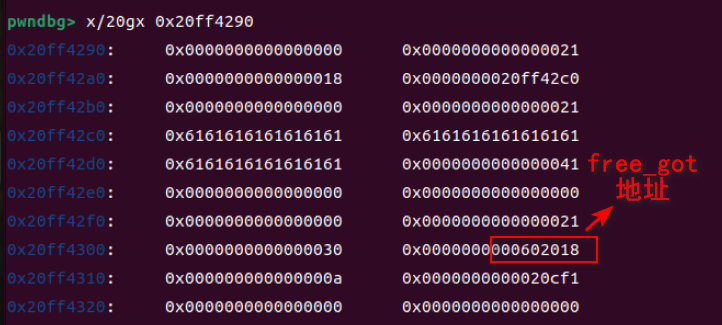 pwndbg> x/20gx 0x20ff4290
0x20ff4290: 0x0000000000000000 0x0000000000000021
0x20ff42a0: 0x0000000000000018 0x0000000020ff42c0
0x20ff42b0: 0x0000000000000000 0x0000000000000021
0x20ff42c0: 0x6161616161616161 0x6161616161616161
0x20ff42d0: 0x6161616161616161 0x0000000000000041
0x20ff42e0: 0x0000000000000000 0x0000000000000000
0x20ff42f0: 0x0000000000000000 0x0000000000000021
0x20ff4300: 0x0000000000000030 0x0000000000602018
0x20ff4310: 0x000000000000000a 0x0000000000020cf1
0x20ff4320: 0x0000000000000000 0x0000000000000000
free_got
地址